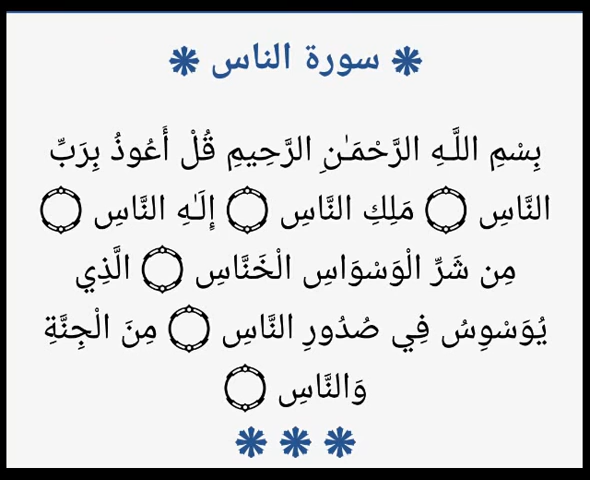 ❋ سورة الناس ❋
بِسْمِ اللَّـهِ الرَّحْمَـٰنِ الرَّحِيمِ قُلْ أَعُوذُ بِرَبِّ
النَّاسِ ۝ مَلِكِ النَّاسِ ۝ إِلَـٰهِ النَّاسِ ۝
مِن شَرِّ الْوَسْوَاسِ الْخَنَّاسِ ۝ الَّذِي
يُوَسْوِسُ فِي صُدُورِ النَّاسِ ۝ مِنَ الْجِنَّةِ
وَالنَّاسِ ۝
❋ ❋ ❋